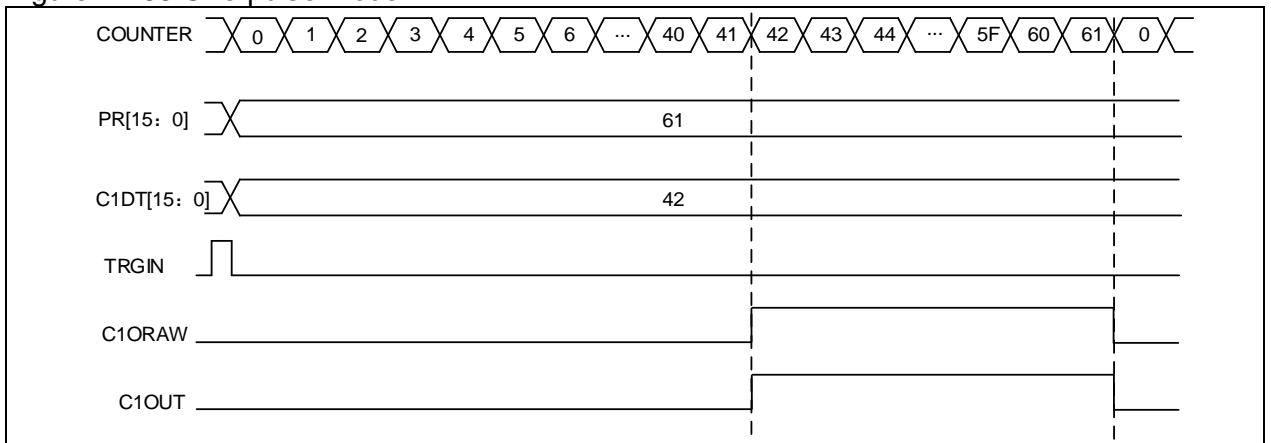 COUNTER 0 1 2 3 4 5 6 ... 40 41 42 43 44 ... 5F 60 61 0
PR[15：0] 61
C1DT[15：0] 42
TRGIN
C1ORAW
C1OUT